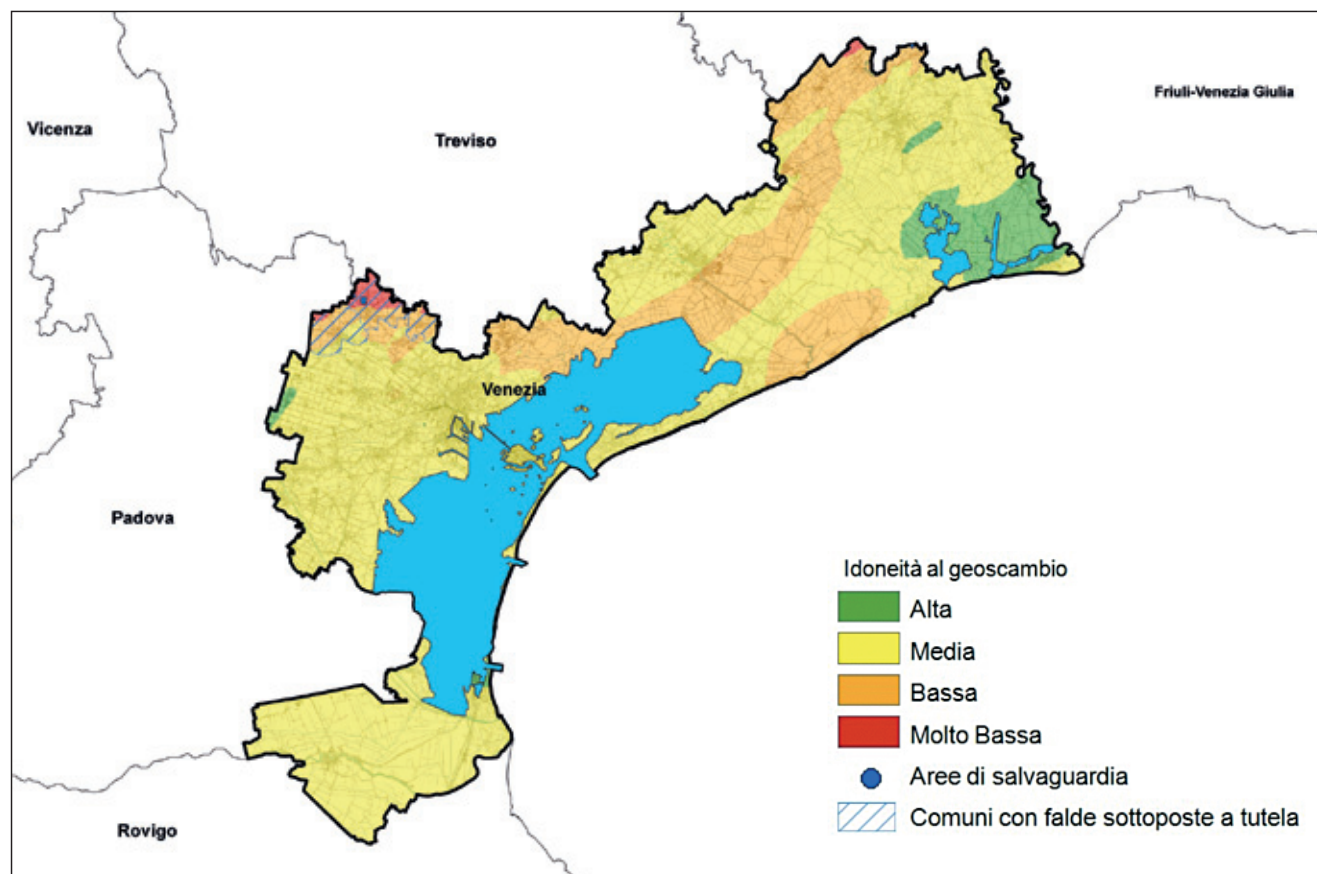 Friuli-Venezia Giulia
Vicenza
Treviso
Venezia
Padova
Rovigo
Idoneità al geoscambio
Alta
Media
Bassa
Molto Bassa
Aree di salvaguardia
Comuni con falde sottoposte a tutela